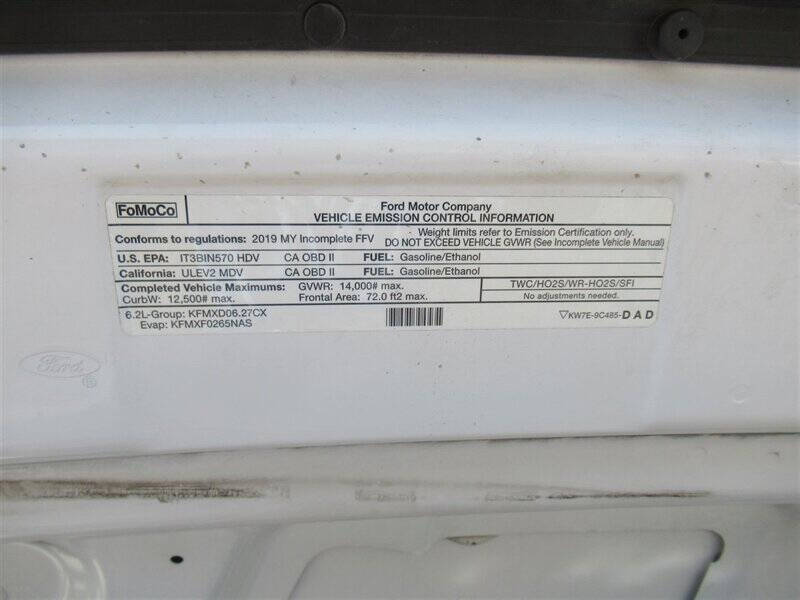 FoMoCo
Ford Motor Company
VEHICLE EMISSION CONTROL INFORMATION
Conforms to regulations: 2019 MY Incomplete FFV
Weight limits refer to Emission Certification only.
DO NOT EXCEED VEHICLE GVWR (See Incomplete Vehicle Manual)
U.S. EPA: IT3BIN570 HDV CA OBD II FUEL: Gasoline/Ethanol
California: ULEV2 MDV CA OBD II FUEL: Gasoline/Ethanol
Completed Vehicle Maximums: GVWR: 14,000# max.
CurbW: 12,500# max. Frontal Area: 72.0 ft2 max.
TWC/HO2S/WR-HO2S/SFI
No adjustments needed.
6.2L-Group: KFMXD06.27CX
Evap: KFMXF0265NAS
KW7E-9C485-DAD
Ford
®